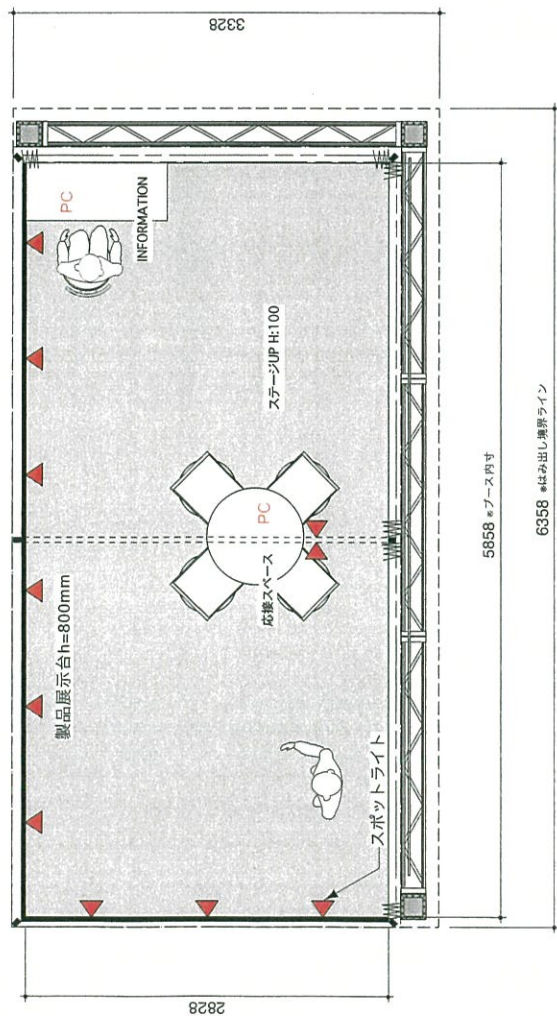 3328
PC
INFORMATION
ステージUP H:100
製品展示台h=800mm
PC
応接スペース
スポットライト
5858 ※ブース内寸
6358 ※はみ出し境界ライン
2828